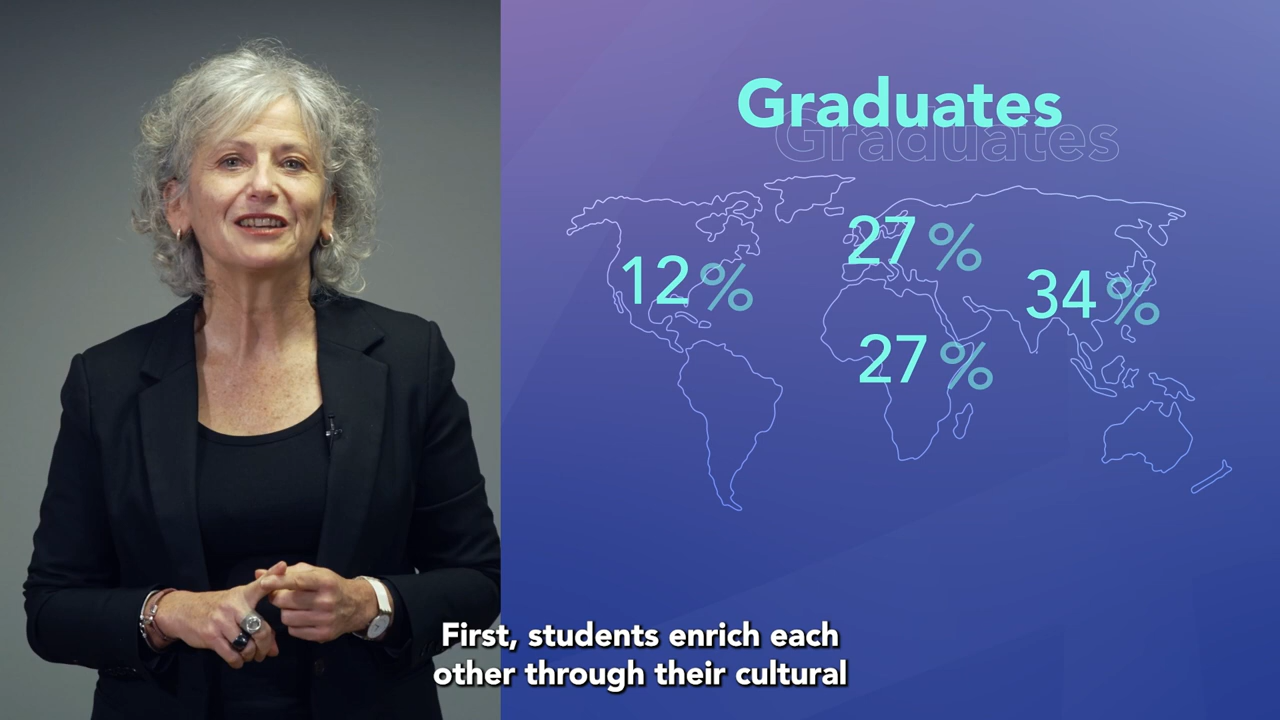 Graduates
Graduates
27 %
12 %
34 %
27 %
First, students enrich each
other through their cultural